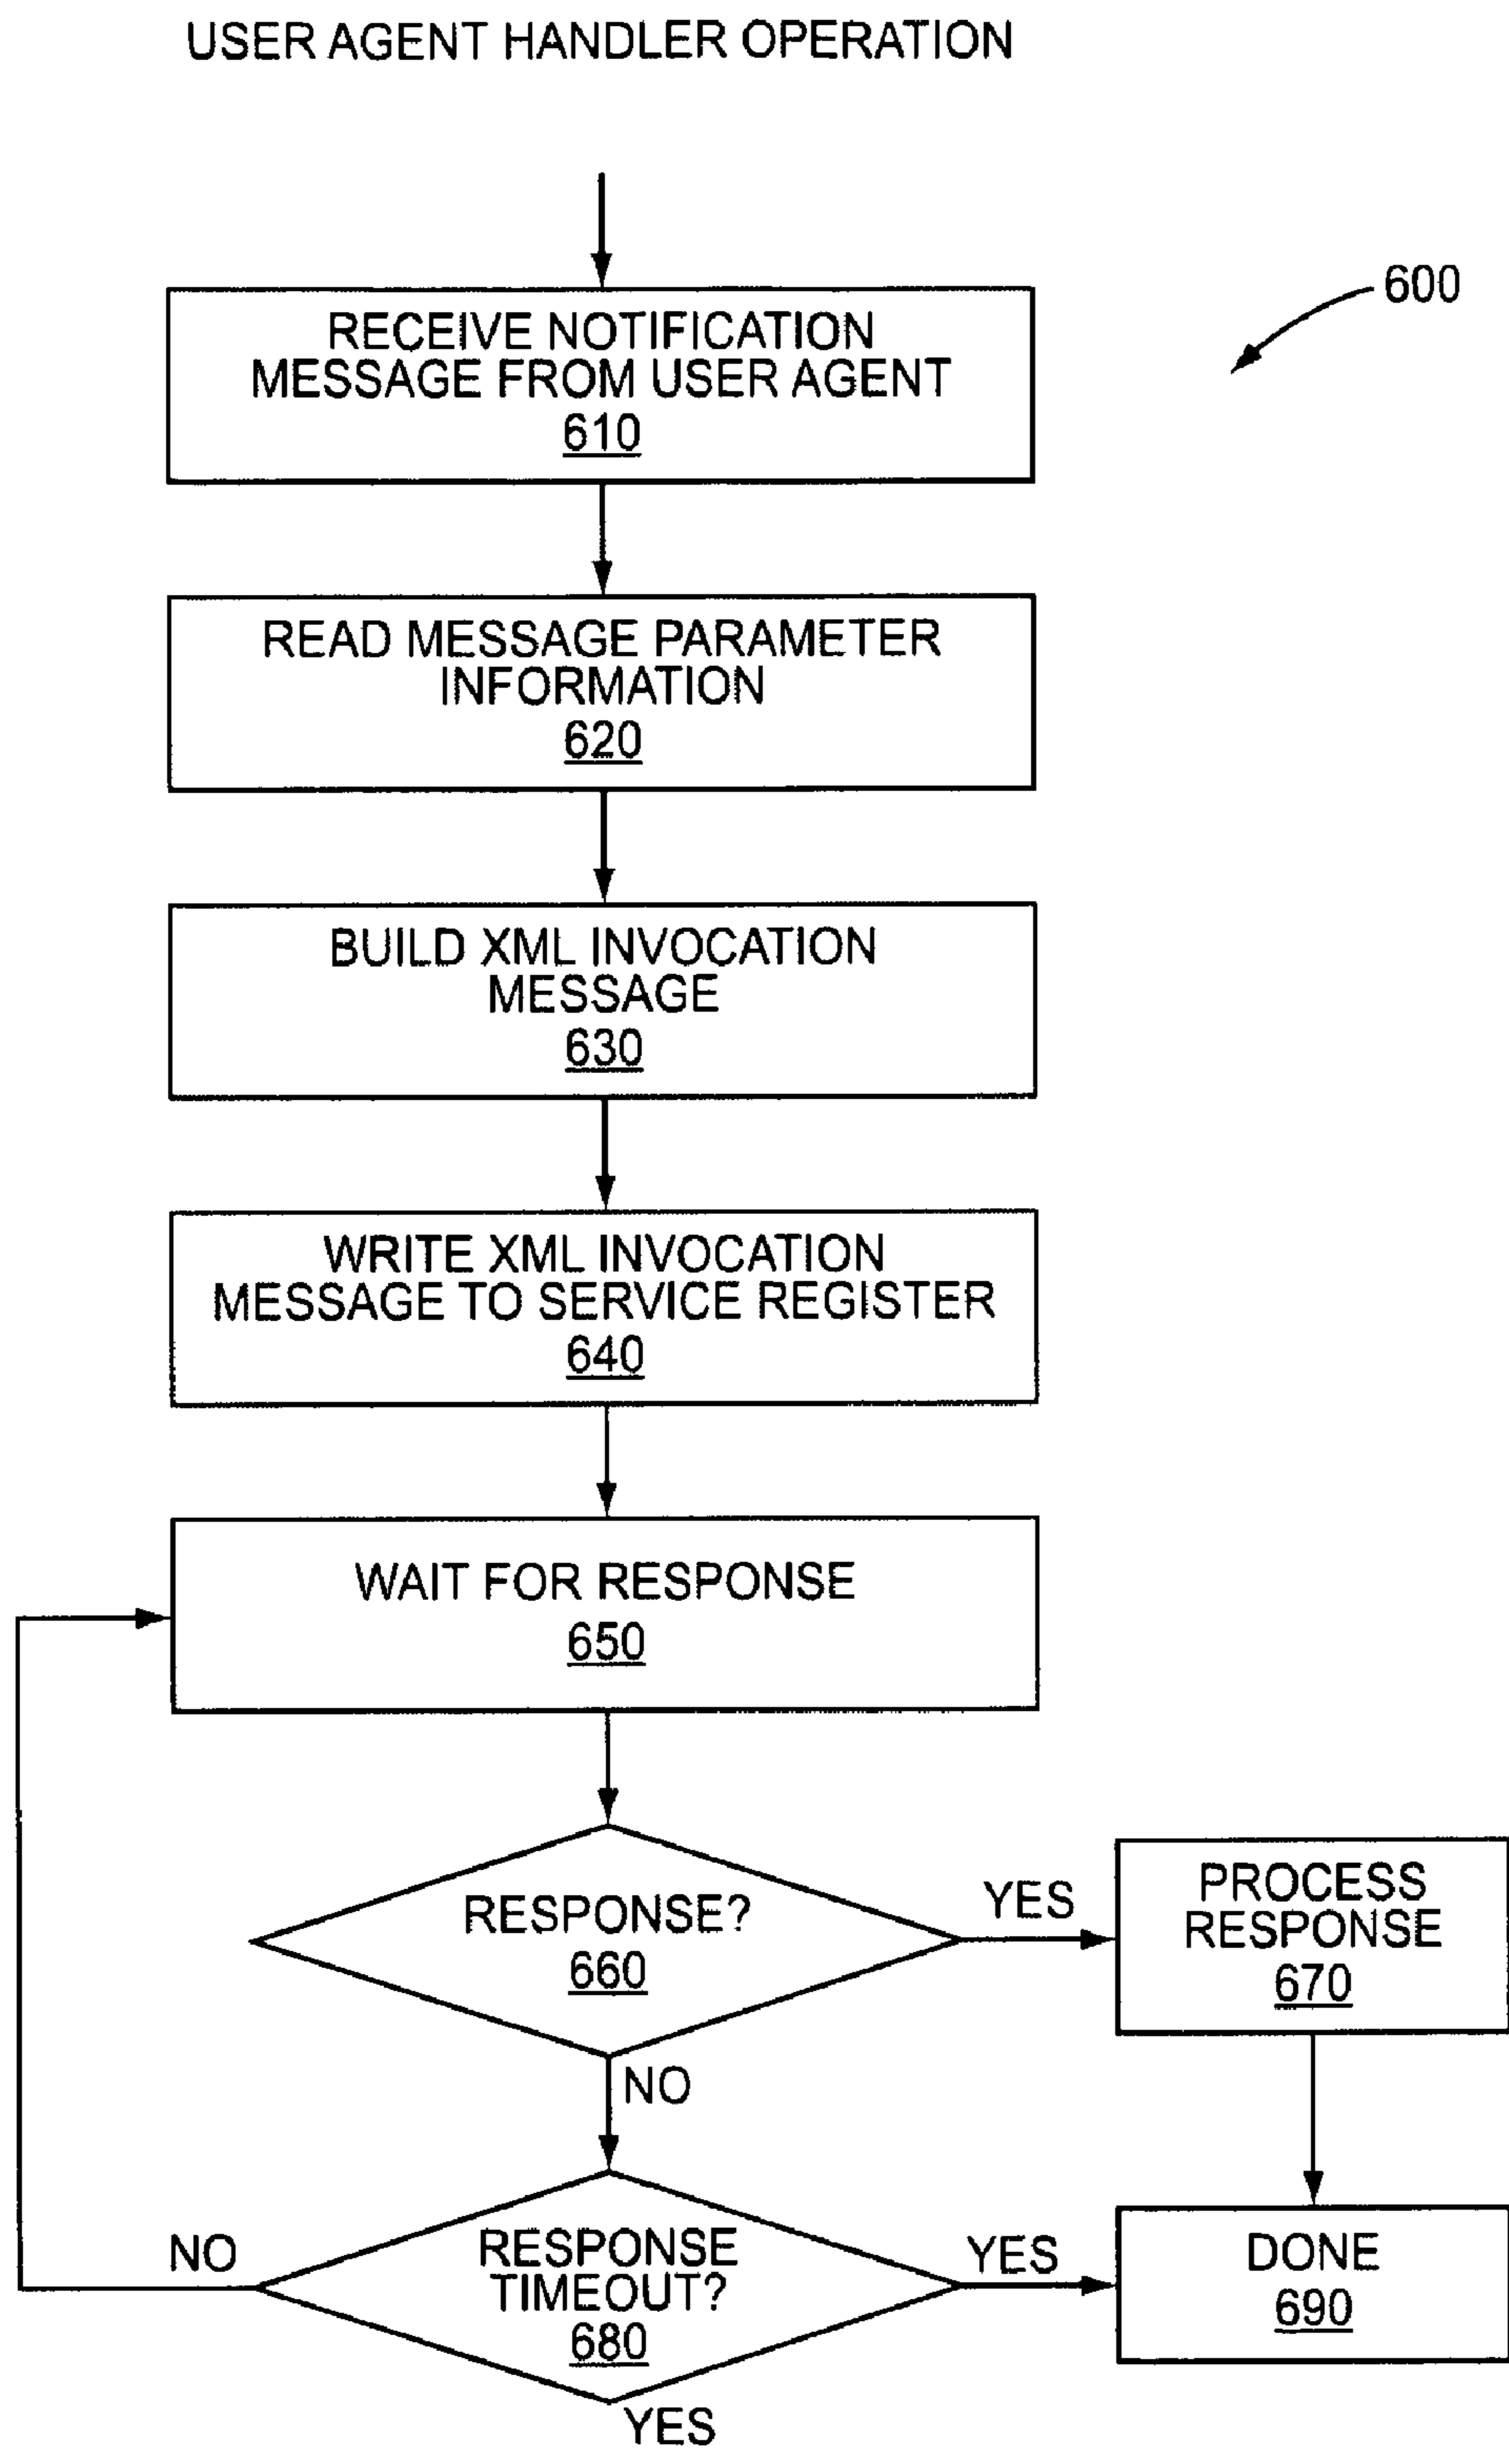 USER AGENT HANDLER OPERATION
600
RECEIVE NOTIFICATION
MESSAGE FROM USER AGENT
610
READ MESSAGE PARAMETER
INFORMATION
620
BUILD XML INVOCATION
MESSAGE
630
WRITE XML INVOCATION
MESSAGE TO SERVICE REGISTER
640
WAIT FOR RESPONSE
650
RESPONSE?
660
YES
PROCESS
RESPONSE
670
NO
RESPONSE
TIMEOUT?
680
NO
YES
DONE
690
YES